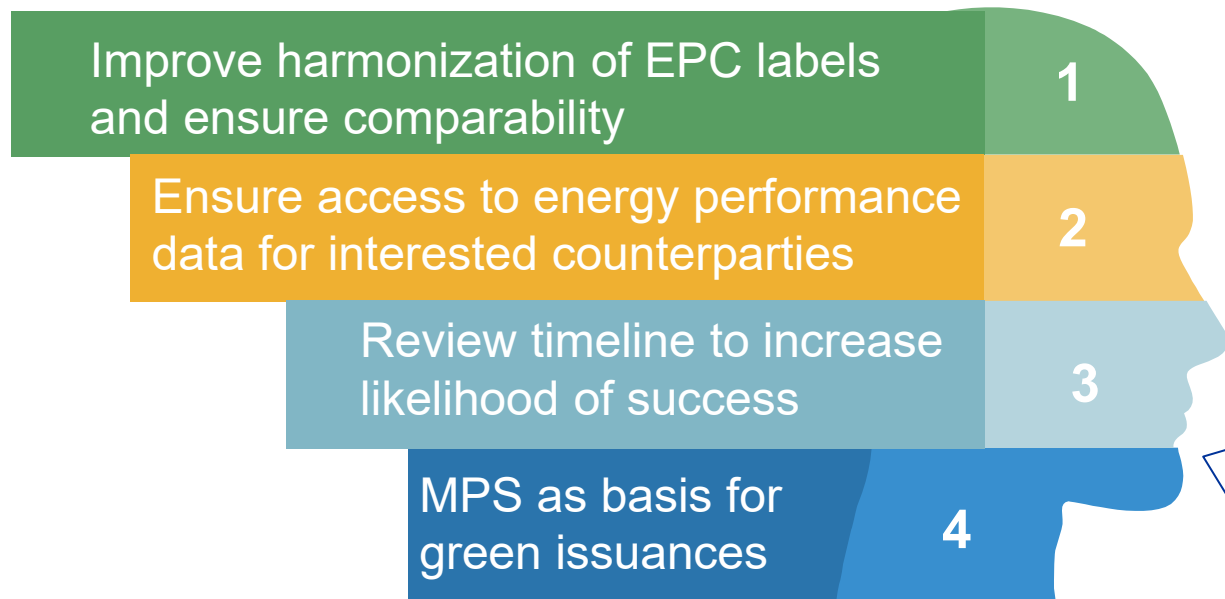 Improve harmonization of EPC labels
and ensure comparability
1
Ensure access to energy performance
data for interested counterparties
2
Review timeline to increase
likelihood of success
3
MPS as basis for
green issuances
4